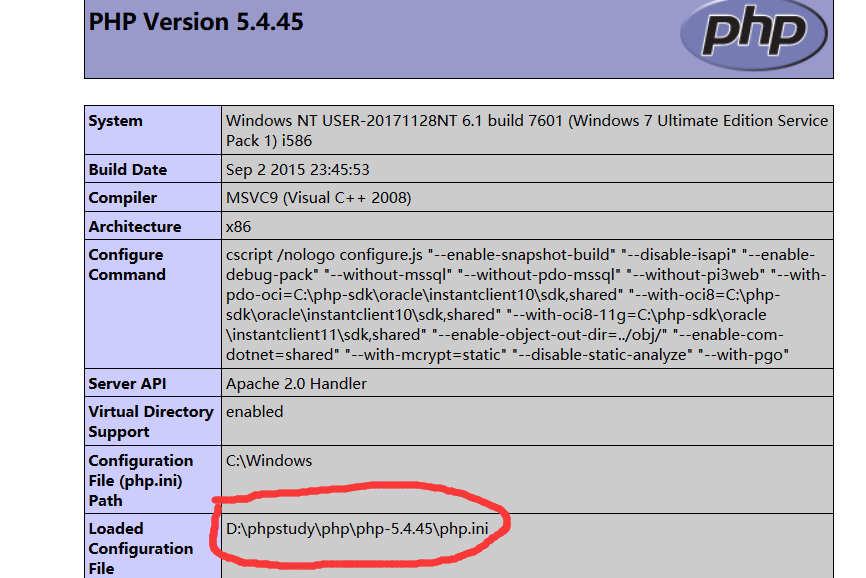 PHP Version 5.4.45
php
System
Windows NT USER-20171128NT 6.1 build 7601 (Windows 7 Ultimate Edition Service
Pack 1) i586
Build Date
Sep 2 2015 23:45:53
Compiler
MSVC9 (Visual C++ 2008)
Architecture
x86
Configure
Command
cscript /nologo configure.js "--enable-snapshot-build" "--disable-isapi" "--enable-
debug-pack" "--without-mssql" "--without-pdo-mssql" "--without-pi3web" "--with-
pdo-oci=C:\php-sdk\oracle\instantclient10\sdk,shared" "--with-oci8=C:\php-
sdk\oracle\instantclient10\sdk,shared" "--with-oci8-11g=C:\php-sdk\oracle
\instantclient11\sdk,shared" "--enable-object-out-dir=../obj/" "--enable-com-
dotnet=shared" "--with-mcrypt=static" "--disable-static-analyze" "--with-pgo"
Server API
Apache 2.0 Handler
Virtual Directory
Support
enabled
Configuration
File (php.ini)
Path
C:\Windows
Loaded
Configuration
File
D:\phpstudy\php\php-5.4.45\php.ini